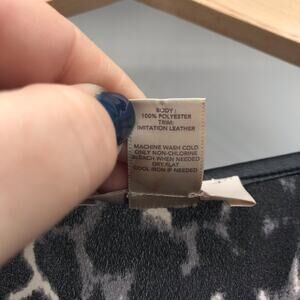 BODY :
100% POLYESTER
TRIM:
IMITATION LEATHER
MACHINE WASH COLD
ONLY NON-CHLORINE
BLEACH WHEN NEEDED
DRY FLAT
COOL IRON IF NEEDED